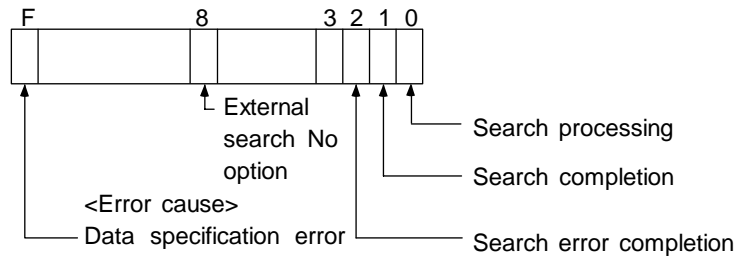 F 8 3 2 1 0
External
search No
option
Search processing
Search completion
<Error cause>
Data specification error
Search error completion